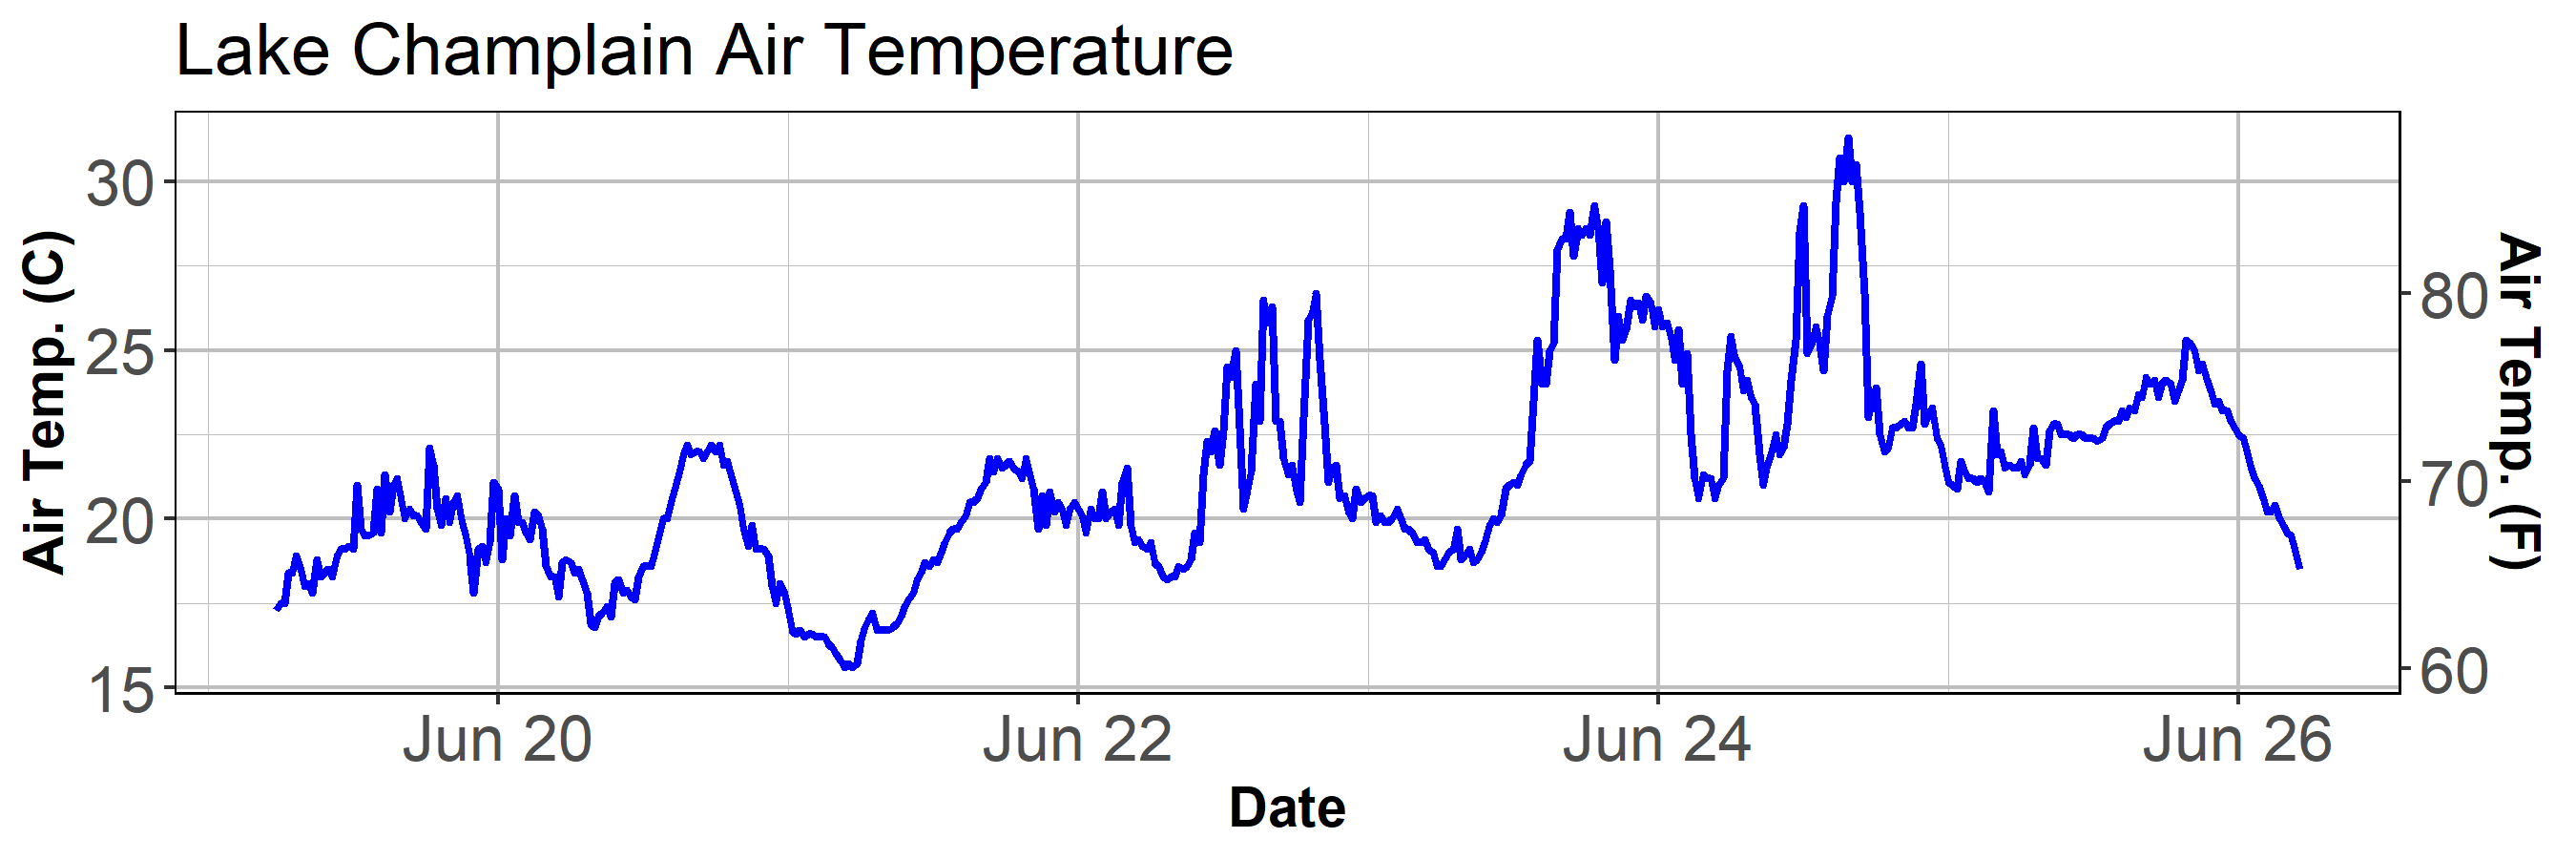 Lake Champlain Air Temperature
Air Temp. (C)
30
25
20
15
Air Temp. (F)
80
70
60
Jun 20
Jun 22
Jun 24
Jun 26
Date